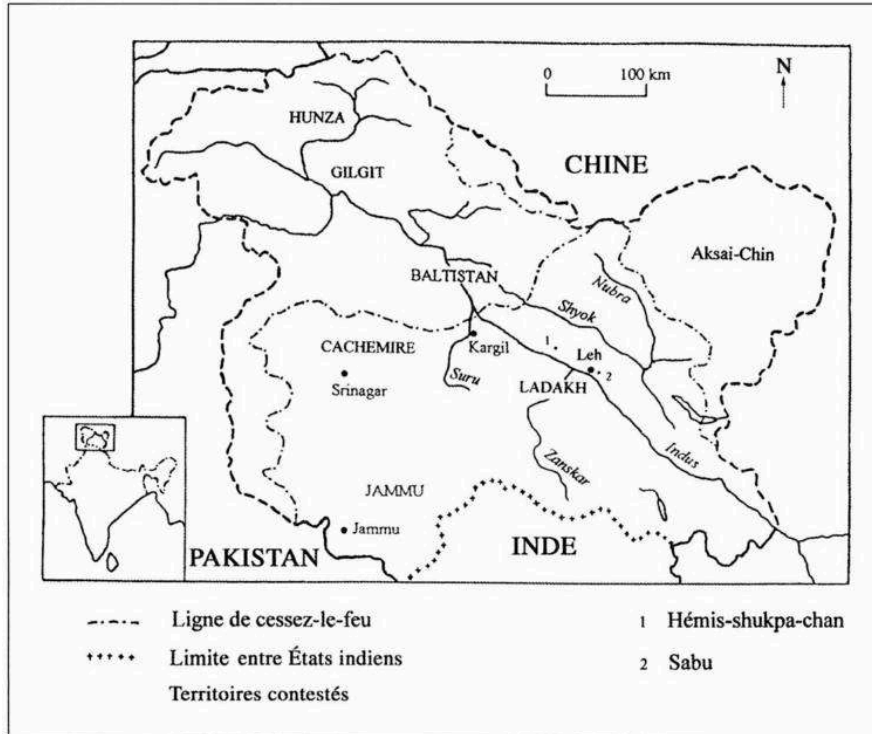 0 100 km
N
HUNZA
CHINE
GILGIT
Aksai-Chin
BALTISTAN
Nubra
Shyok
CACHEMIRE
Kargil
1
Leh
2
Srinagar
Suru
LADAKH
Zanskar
Indus
JAMMU
Jammu
INDE
PAKISTAN
Ligne de cessez-le-feu
1 Hémis-shukpa-chan
Limite entre États indiens
2 Sabu
Territoires contestés